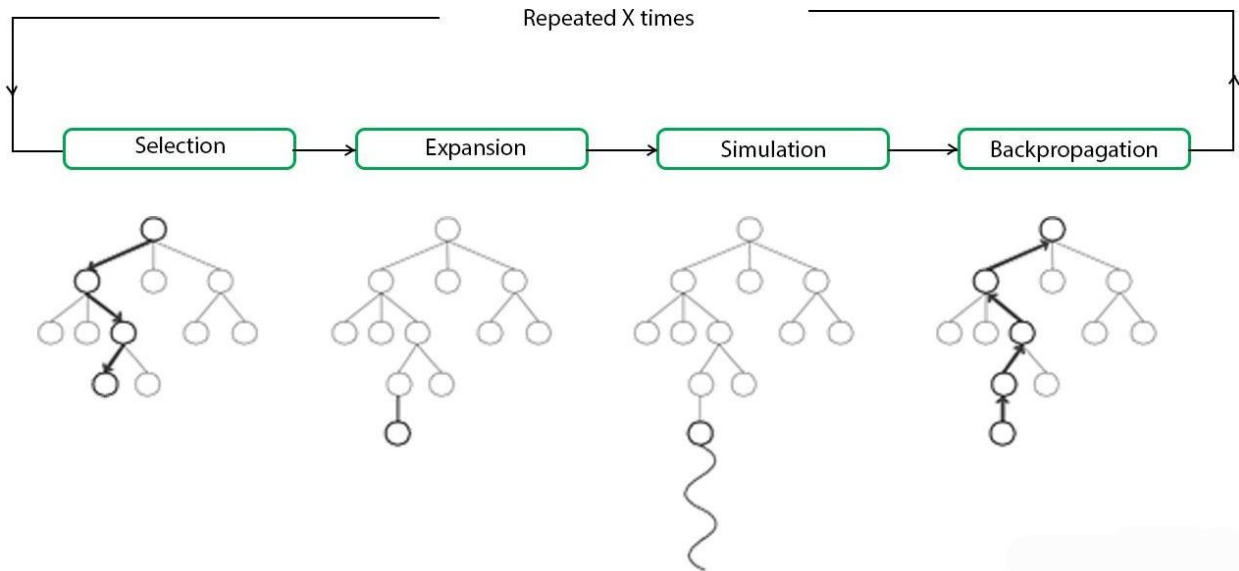 Repeated X times
Selection
Expansion
Simulation
Backpropagation